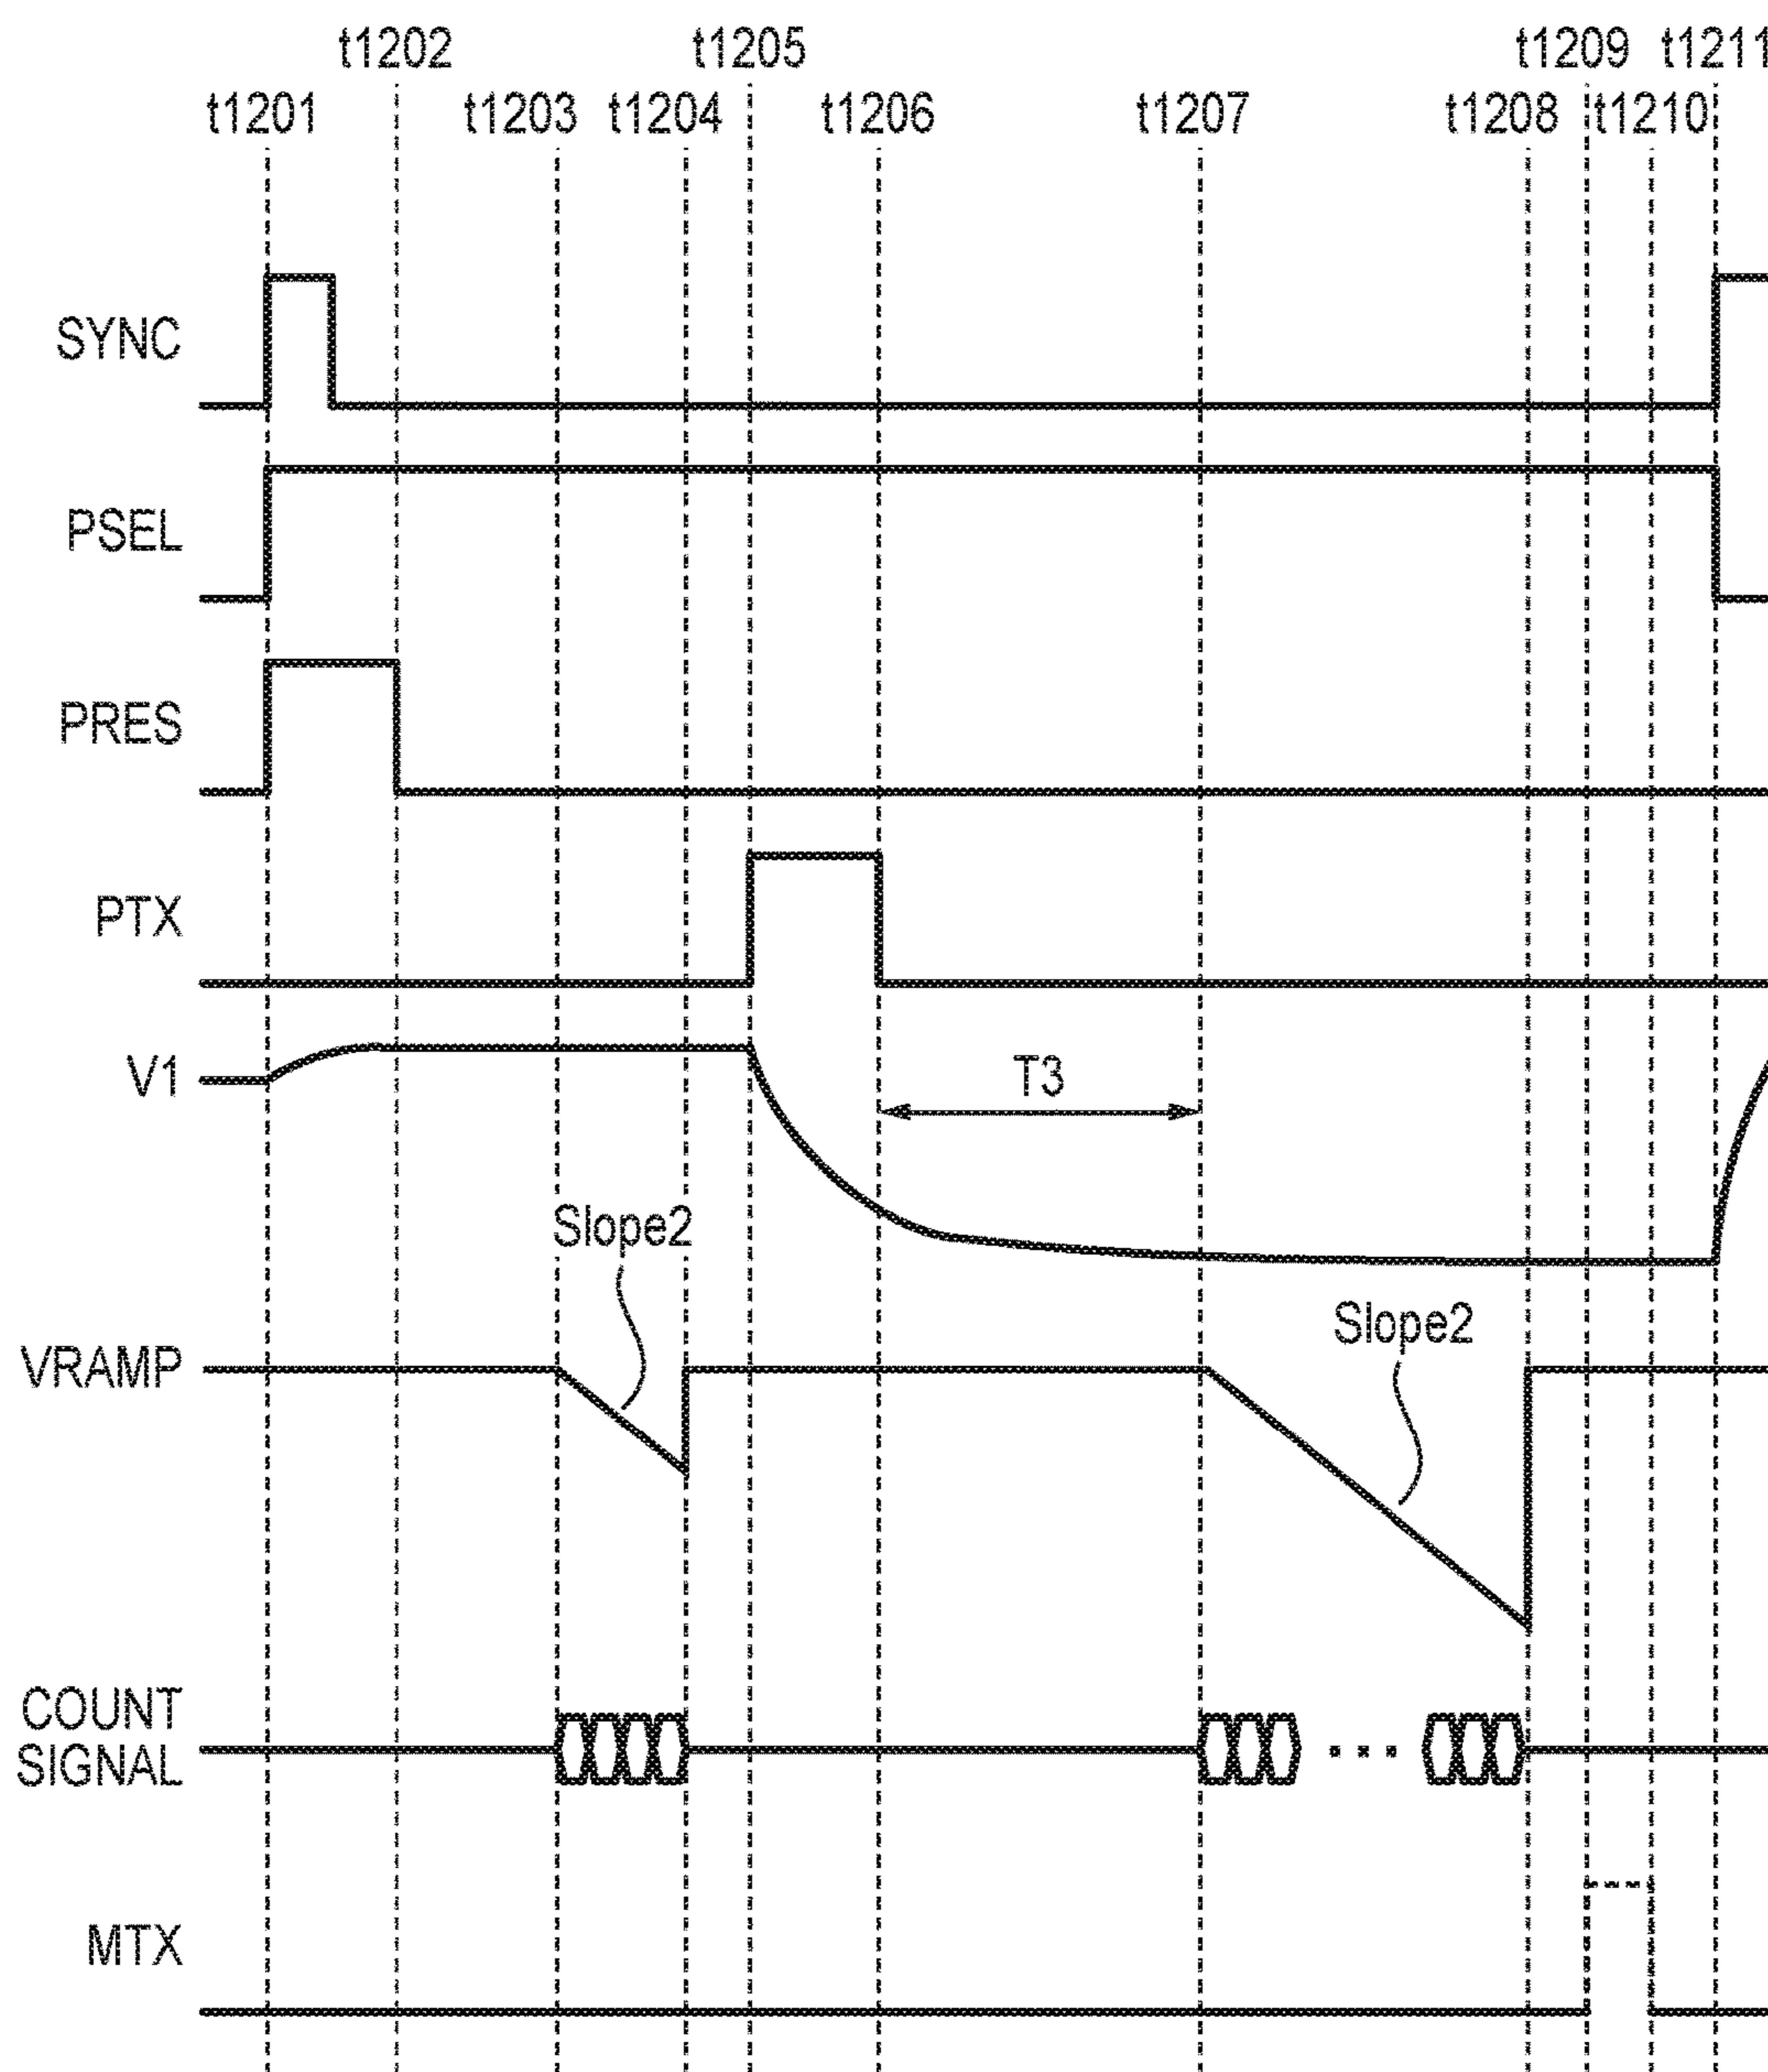 t1202 t1205 t1209 t1211
t1201 t1203 t1204 t1206 t1207 t1208 t1210
SYNC
PSEL
PRES
PTX
V1
T3
Slope2
Slope2
VRAMP
COUNT
SIGNAL
MTX